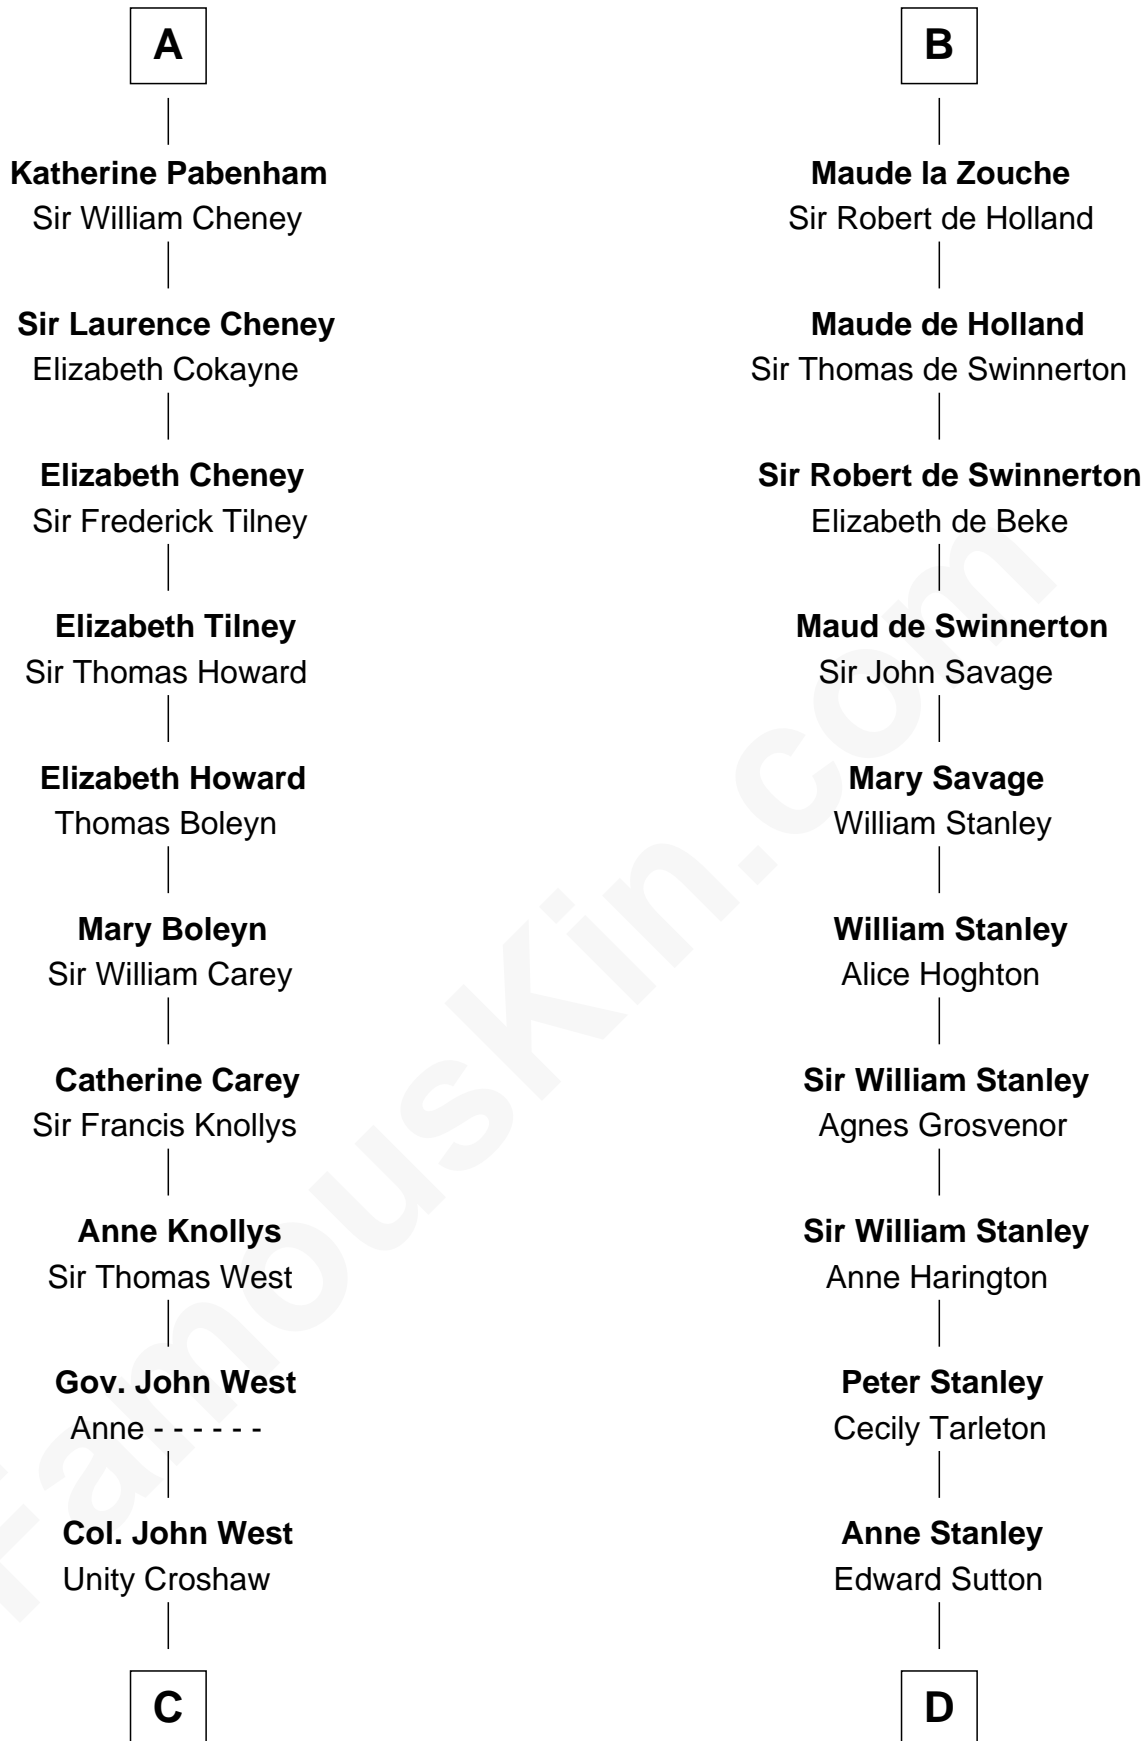 A
Katherine Pabenham
Sir William Cheney
Sir Laurence Cheney
Elizabeth Cokayne
Elizabeth Cheney
Sir Frederick Tilney
Elizabeth Tilney
Sir Thomas Howard
Elizabeth Howard
Thomas Boleyn
Mary Boleyn
Sir William Carey
Catherine Carey
Sir Francis Knollys
Anne Knollys
Sir Thomas West
Gov. John West
Anne - - - - - -
Col. John West
Unity Croshaw
C
B
Maude la Zouche
Sir Robert de Holland
Maude de Holland
Sir Thomas de Swinnerton
Sir Robert de Swinnerton
Elizabeth de Beke
Maud de Swinnerton
Sir John Savage
Mary Savage
William Stanley
William Stanley
Alice Hoghton
Sir William Stanley
Agnes Grosvenor
Sir William Stanley
Anne Harington
Peter Stanley
Cecily Tarleton
Anne Stanley
Edward Sutton
D
FamousKin.com